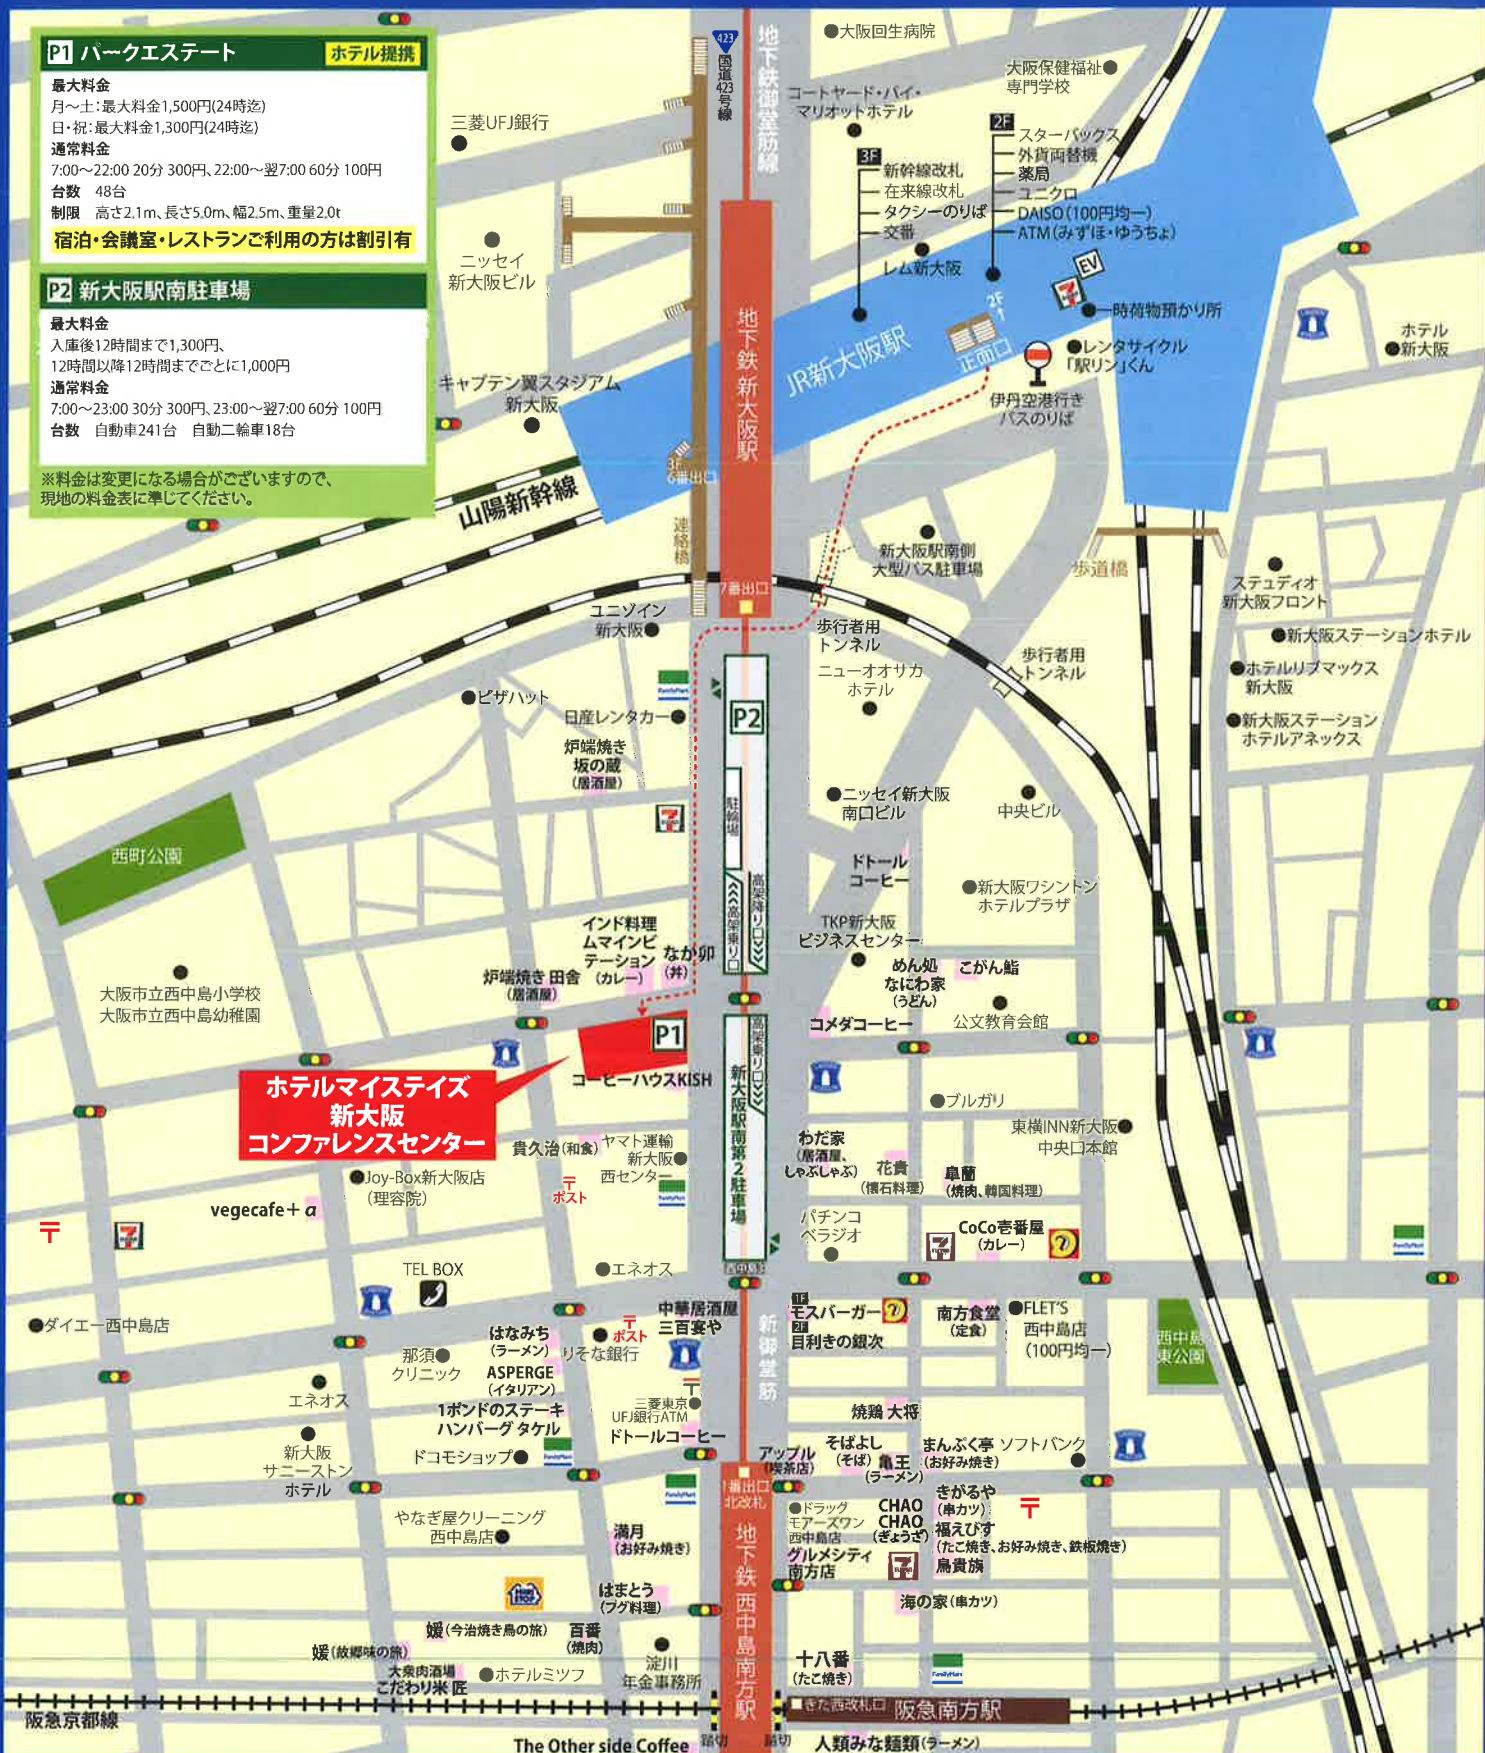 P1 パークエステート
ホテル提携
最大料金
月〜土：最大料金1,500円(24時迄)
日・祝：最大料金1,300円(24時迄)
通常料金
7:00〜22:00 20分 300円、22:00〜翌7:00 60分 100円
台数 48台
制限 高さ2.1m、長さ5.0m、幅2.5m、重量2.0t
宿泊・会議室・レストランご利用の方は割引有
P2 新大阪駅南駐車場
最大料金
入庫後12時間まで1,300円、
12時間以降12時間までごとに1,000円
通常料金
7:00〜23:00 30分 300円、23:00〜翌7:00 60分 100円
台数 自動車241台 自動二輪車18台
※料金は変更になる場合がございますので、
現地の料金表に準じてください。
423
国道423号線
地下鉄御堂筋線
大阪回生病院
大阪保健福祉
専門学校
コートヤード・バイ・
マリオットホテル
三菱UFJ銀行
2F
スターバックス
外貨両替機
薬局
ユニクロ
DAISO(100円均一)
ATM(みずほ・ゆうちょ)
3F
新幹線改札
在来線改札
タクシーのりば
交番
レム新大阪
ニッセイ
新大阪ビル
EV
一時荷物預かり所
2F
↑
正面口
JR新大阪駅
レンタサイクル
「駅リン」くん
伊丹空港行き
バスのりば
ホテル
新大阪
地下鉄 新大阪駅
キャプテン翼スタジアム
新大阪
3F
6番出口
連絡橋
山陽新幹線
新大阪駅南側
大型バス駐車場
歩道橋
ステュディオ
新大阪フロント
7番出口
ユニゾイン
新大阪
歩行者用
トンネル
新大阪ステーションホテル
歩行者用
トンネル
ホテルリブマックス
新大阪
ニューオオサカ
ホテル
FamilyMart
ピザハット
日産レンタカー
P2
新大阪ステーション
ホテルアネックス
炉端焼き
坂の蔵
(居酒屋)
駐輪場
ニッセイ新大阪
南口ビル
中央ビル
西町公園
ドトール
コーヒー
新大阪ワシントン
ホテルプラザ
高架降り口
高架乗り口
TKP新大阪
ビジネスセンター
インド料理
ムマインビ
テーション
(カレー)
なか卯
(丼)
炉端焼き 田舎
(居酒屋)
めん処
なにわ家
(うどん)
こがん鮨
大阪市立西中島小学校
大阪市立西中島幼稚園
公文教育会館
コメダコーヒー
P1
コーヒーハウスKISH
高架乗り口
新大阪駅南第2駐車場
ホテルマイステイズ
新大阪
コンファレンスセンター
ブルガリ
東横INN新大阪
中央口本館
貴久治(和食)
ヤマト運輸
新大阪
西センター
わだ家
(居酒屋、
しゃぶしゃぶ)
花貴
(懐石料理)
皐蘭
(焼肉、韓国料理)
Joy-Box新大阪店
(理容院)
〒
ポスト
FamilyMart
vegecafe＋α
〒
パチンコ
ベラジオ
CoCo壱番屋
(カレー)
FamilyMart
TEL BOX
エネオス
ダイエー西中島店
中華居酒屋
三百宴や
〒
ポスト
はなみち
(ラーメン)
りそな銀行
1F
モスバーガー
2F
目利きの銀次
南方食堂
(定食)
FLET'S
西中島店
(100円均一)
西中島
東公園
新御堂筋
那須
クリニック
ASPERGE
(イタリアン)
エネオス
〒
三菱東京
UFJ銀行ATM
1ポンドのステーキ
ハンバーグ タケル
ドトールコーヒー
焼鶏 大将
新大阪
サニーストン
ホテル
ドコモショップ
FamilyMart
アップル
(喫茶店)
そばよし
(そば)
亀王
(ラーメン)
まんぷく亭
(お好み焼き)
ソフトバンク
FamilyMart
1番出口
北改札
きがるや
(串カツ)
〒
やなぎ屋クリーニング
西中島店
ドラッグ
モアーズワン
西中島店
CHAO
CHAO
(ぎょうざ)
福えびす
(たこ焼き、お好み焼き、鉄板焼き)
満月
(お好み焼き)
グルメシティ
南方店
鳥貴族
地下鉄 西中島南方駅
はまとう
(フグ料理)
海の家(串カツ)
媛(今治焼き鳥の旅)
百番
(焼肉)
媛(故郷味の旅)
淀川
年金事務所
十八番
(たこ焼き)
FamilyMart
大衆肉酒場
こだわり米 匠
ホテルミツフ
きた西改札口
阪急南方駅
阪急京都線
The Other side Coffee
踏切
踏切
人類みな麺類(ラーメン)